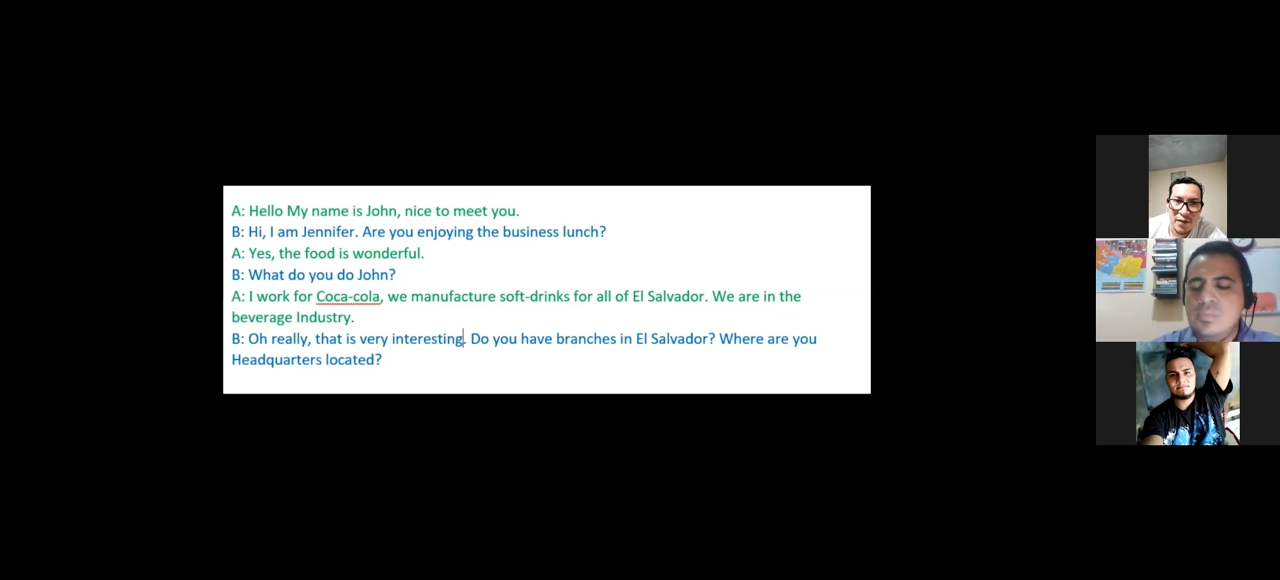 A: Hello My name is John, nice to meet you.
B: Hi, I am Jennifer. Are you enjoying the business lunch?
A: Yes, the food is wonderful.
B: What do you do John?
A: I work for Coca-cola, we manufacture soft-drinks for all of El Salvador. We are in the
beverage Industry.
B: Oh really, that is very interesting. Do you have branches in El Salvador? Where are you
Headquarters located?